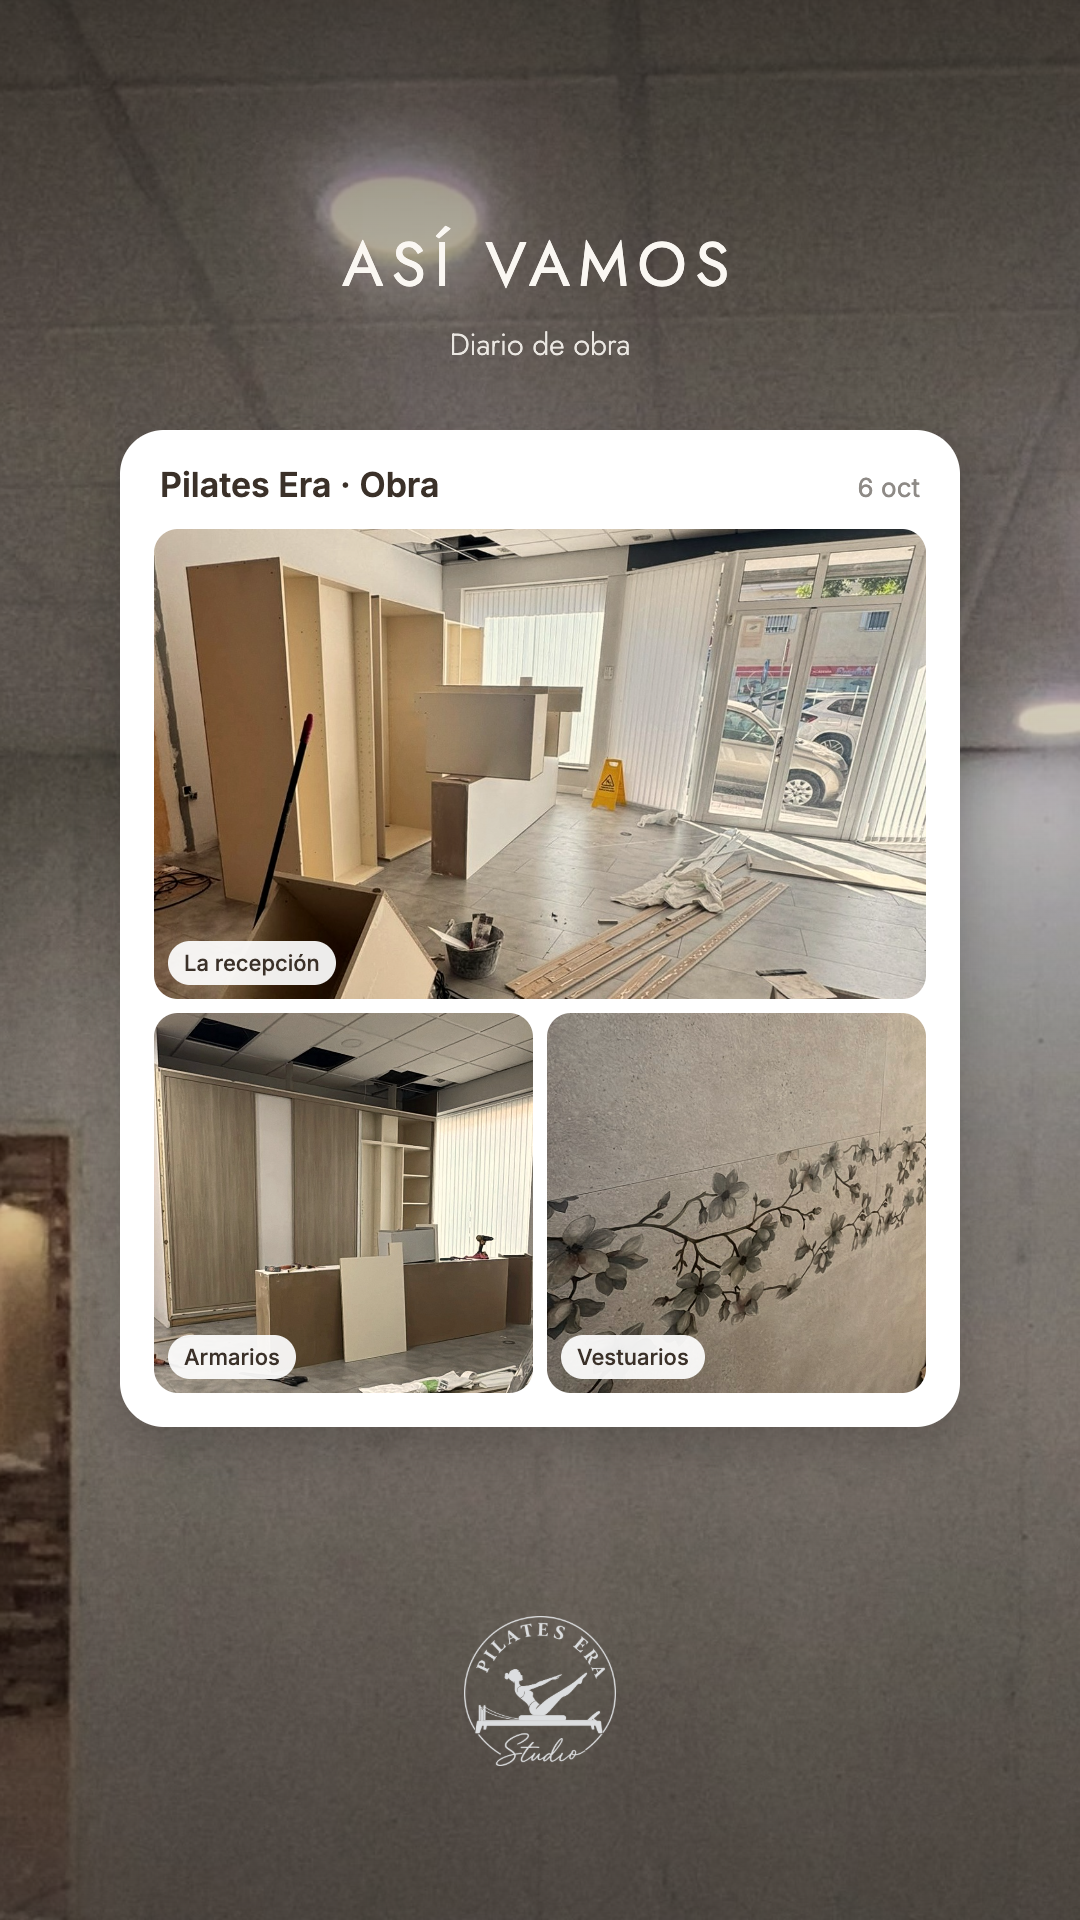 ASÍ VAMOS
Diario de obra
Pilates Era · Obra
6 oct
La recepción
Armarios
Vestuarios
PILATES ERA
Studio